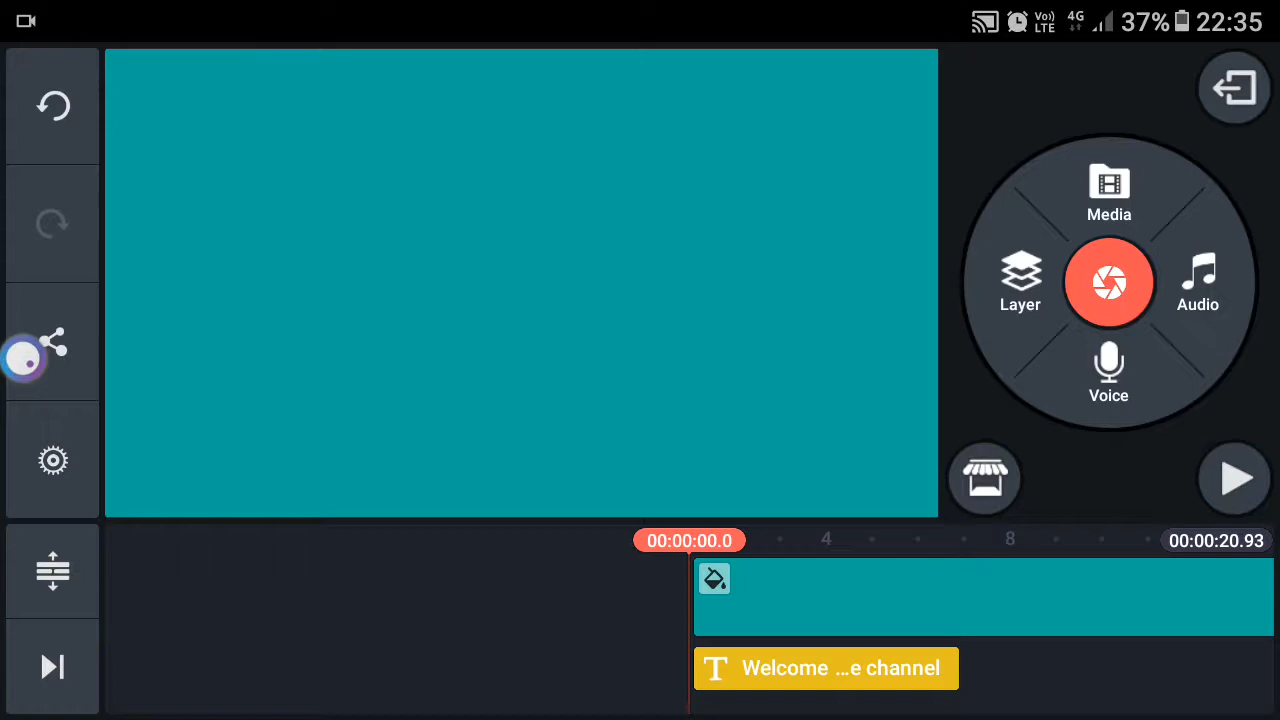 Vo)) 4G 37% 22:35
LTE
Media
Layer
Audio
Voice
00:00:00.0 4 8 00:00:20.93
T Welcome ...e channel